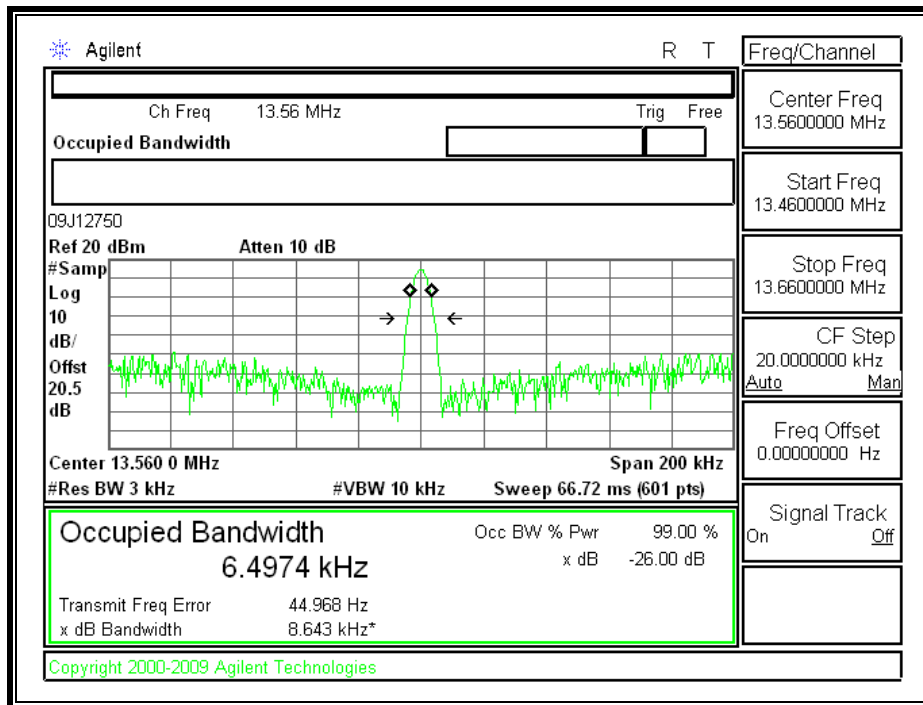 Agilent R T
Ch Freq 13.56 MHz Trig Free
Occupied Bandwidth
09J12750
Ref 20 dBm Atten 10 dB
#Samp
Log
10
dB/
Offst
20.5
dB
Center 13.560 0 MHz Span 200 kHz
#Res BW 3 kHz #VBW 10 kHz Sweep 66.72 ms (601 pts)
Occupied Bandwidth Occ BW % Pwr 99.00 %
6.4974 kHz x dB -26.00 dB
Transmit Freq Error 44.968 Hz
x dB Bandwidth 8.643 kHz*
Copyright 2000-2009 Agilent Technologies
Freq/Channel
Center Freq
13.5600000 MHz
Start Freq
13.4600000 MHz
Stop Freq
13.6600000 MHz
CF Step
20.0000000 kHz
Auto Man
Freq Offset
0.00000000 Hz
Signal Track
On Off